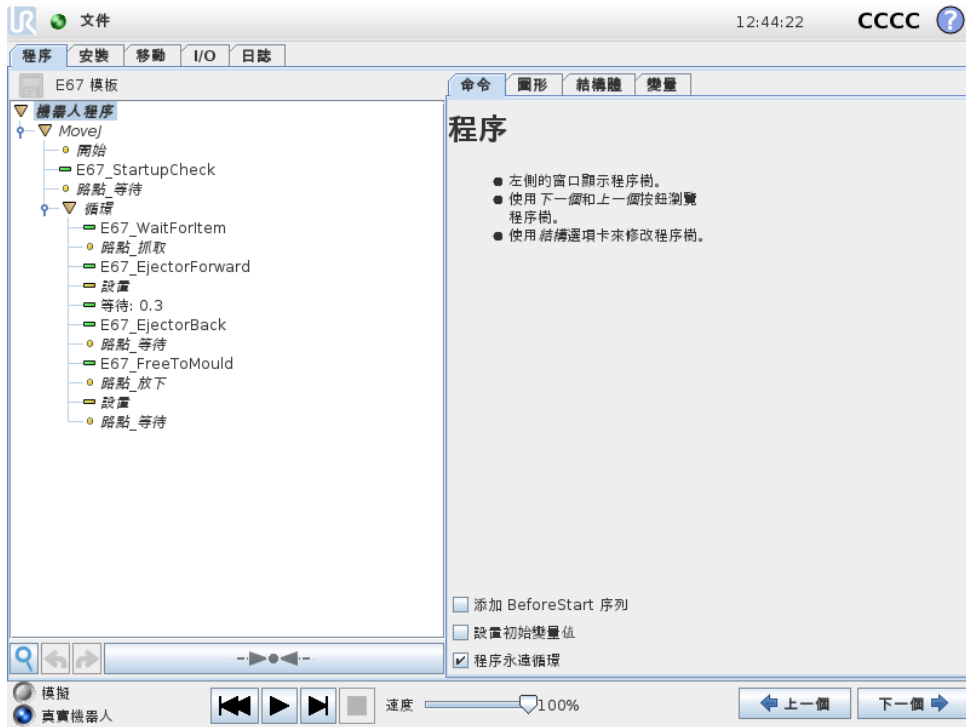 UR 文件 12:44:22 CCCC ?
程序 安裝 移動 I/O 日誌
E67 模板
命令 圖形 結構體 變量
機器人程序
MoveJ
開始
E67_StartupCheck
路點_等待
循環
E67_WaitForItem
路點_抓取
E67_EjectorForward
設置
等待: 0.3
E67_EjectorBack
路點_等待
E67_FreeToMould
路點_放下
設置
路點_等待
程序
左側的窗口顯示程序樹。
使用下一個和上一個按鈕瀏覽
程序樹。
使用結構選項卡來修改程序樹。
添加 BeforeStart 序列
設置初始變量值
程序永遠循環
模擬
真實機器人
速度 100%
上一個 下一個